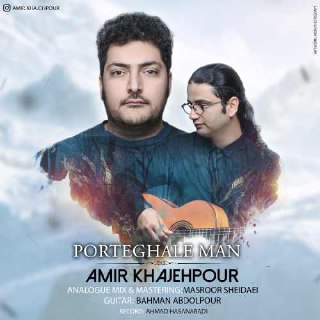 AMIR.KHAJEHPOUR
PORTEGHALE MAN
AMIR KHAJEHPOUR
ANALOGUE MIX & MASTERING:MASROOR SHEIDAEI
GUITAR: BAHMAN ABDOLPOUR
RECORD: AHMAD HASANABADI